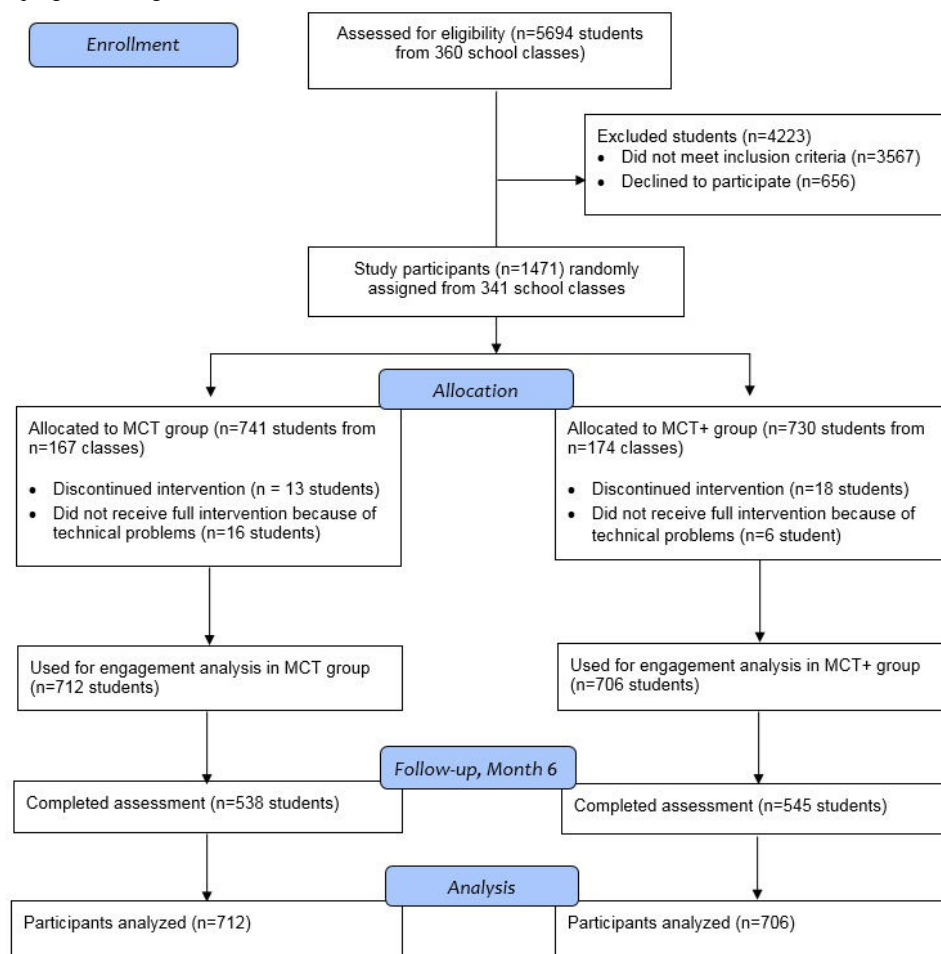 Assessed for eligibility (n=5694 students
from 360 school classes)
Enrollment
Excluded students (n=4223)
• Did not meet inclusion criteria (n=3567)
• Declined to participate (n=656)
Study participants (n=1471) randomly
assigned from 341 school classes
Allocation
Allocated to MCT group (n=741 students from
n=167 classes)
• Discontinued intervention (n = 13 students)
• Did not receive full intervention because of
technical problems (n=16 students)
Allocated to MCT+ group (n=730 students from
n=174 classes)
• Discontinued intervention (n=18 students)
• Did not receive full intervention because of
technical problems (n=6 student)
Used for engagement analysis in MCT group
(n=712 students)
Used for engagement analysis in MCT+ group
(n=706 students)
Follow-up, Month 6
Completed assessment (n=538 students)
Completed assessment (n=545 students)
Analysis
Participants analyzed (n=712)
Participants analyzed (n=706)